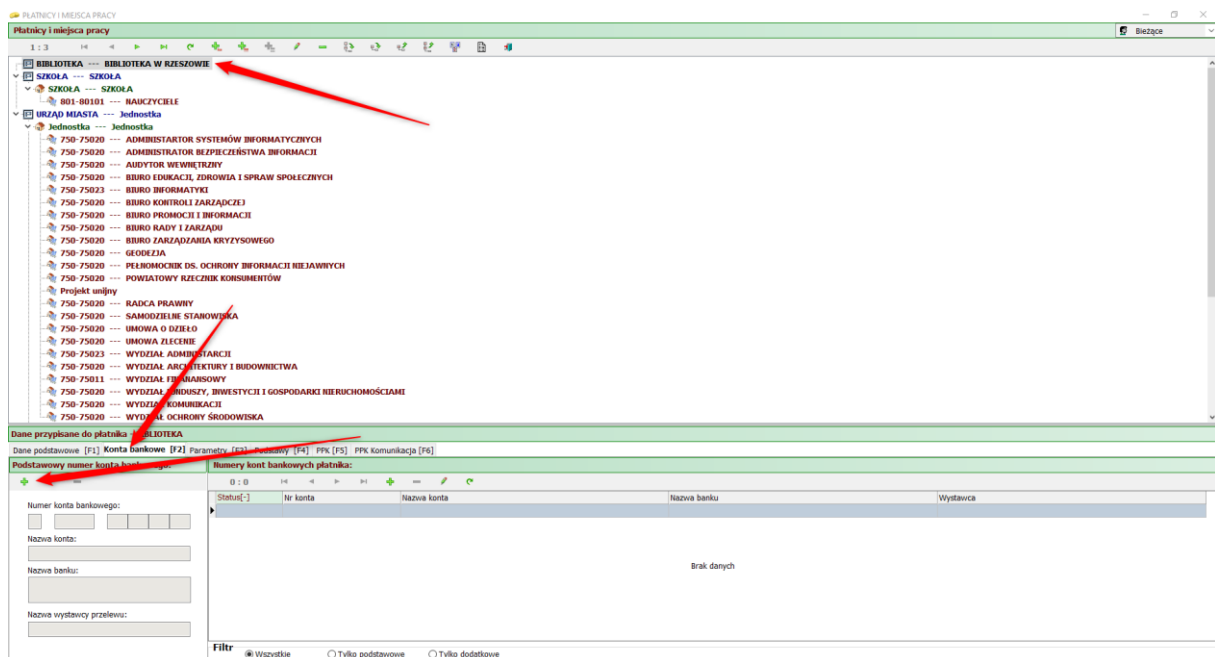 PŁATNICY I MIEJSCA PRACY
Płatnicy i miejsca pracy
Bieżące
1 : 3
BIBLIOTEKA --- BIBLIOTEKA W RZESZOWIE
SZKOŁA --- SZKOŁA
SZKOŁA --- SZKOŁA
801-80101 --- NAUCZYCIELE
URZĄD MIASTA --- Jednostka
Jednostka --- Jednostka
750-75020 --- ADMINISTARTOR SYSTEMÓW INFORMATYCZNYCH
750-75020 --- ADMINISTRATOR BEZPIECZEŃSTWA INFORMACJI
750-75020 --- AUDYTOR WEWNĘTRZNY
750-75020 --- BIURO EDUKACJI, ZDROWIA I SPRAW SPOŁECZNYCH
750-75023 --- BIURO INFORMATYKI
750-75020 --- BIURO KONTROLI ZARZĄDCZEJ
750-75020 --- BIURO PROMOCJI I INFORMACJI
750-75020 --- BIURO RADY I ZARZĄDU
750-75020 --- BIURO ZARZĄDZANIA KRYZYSOWEGO
750-75020 --- GEODEZJA
750-75020 --- PEŁNOMOCNIK DS. OCHRONY INFORMACJI NIEJAWNYCH
750-75020 --- POWIATOWY RZECZNIK KONSUMENTÓW
Projekt unijny
750-75020 --- RADCA PRAWNY
750-75020 --- SAMODZIELNE STANOWISKA
750-75020 --- UMOWA O DZIEŁO
750-75020 --- UMOWA ZLECENIE
750-75023 --- WYDZIAŁ ADMINISTARCJI
750-75020 --- WYDZIAŁ ARCHITEKTURY I BUDOWNICTWA
750-75011 --- WYDZIAŁ FINANANSOWY
750-75020 --- WYDZIAŁ FUNDUSZY, INWESTYCJI I GOSPODARKI NIERUCHOMOŚCIAMI
750-75020 --- WYDZIAŁ KOMUNIKACJI
750-75020 --- WYDZIAŁ OCHRONY ŚRODOWISKA
Dane przypisane do płatnika - BIBLIOTEKA
Dane podstawowe [F1] Konta bankowe [F2] Parametry [F3] Podstawy [F4] PPK [F5] PPK Komunikacja [F6]
Podstawowy numer konta bankowego:
Numery kont bankowych płatnika:
0 : 0
Status[-] Nr konta Nazwa konta Nazwa banku Wystawca
Numer konta bankowego:
Nazwa konta:
Nazwa banku:
Brak danych
Nazwa wystawcy przelewu:
Filtr
Wszystkie Tylko podstawowe Tylko dodatkowe